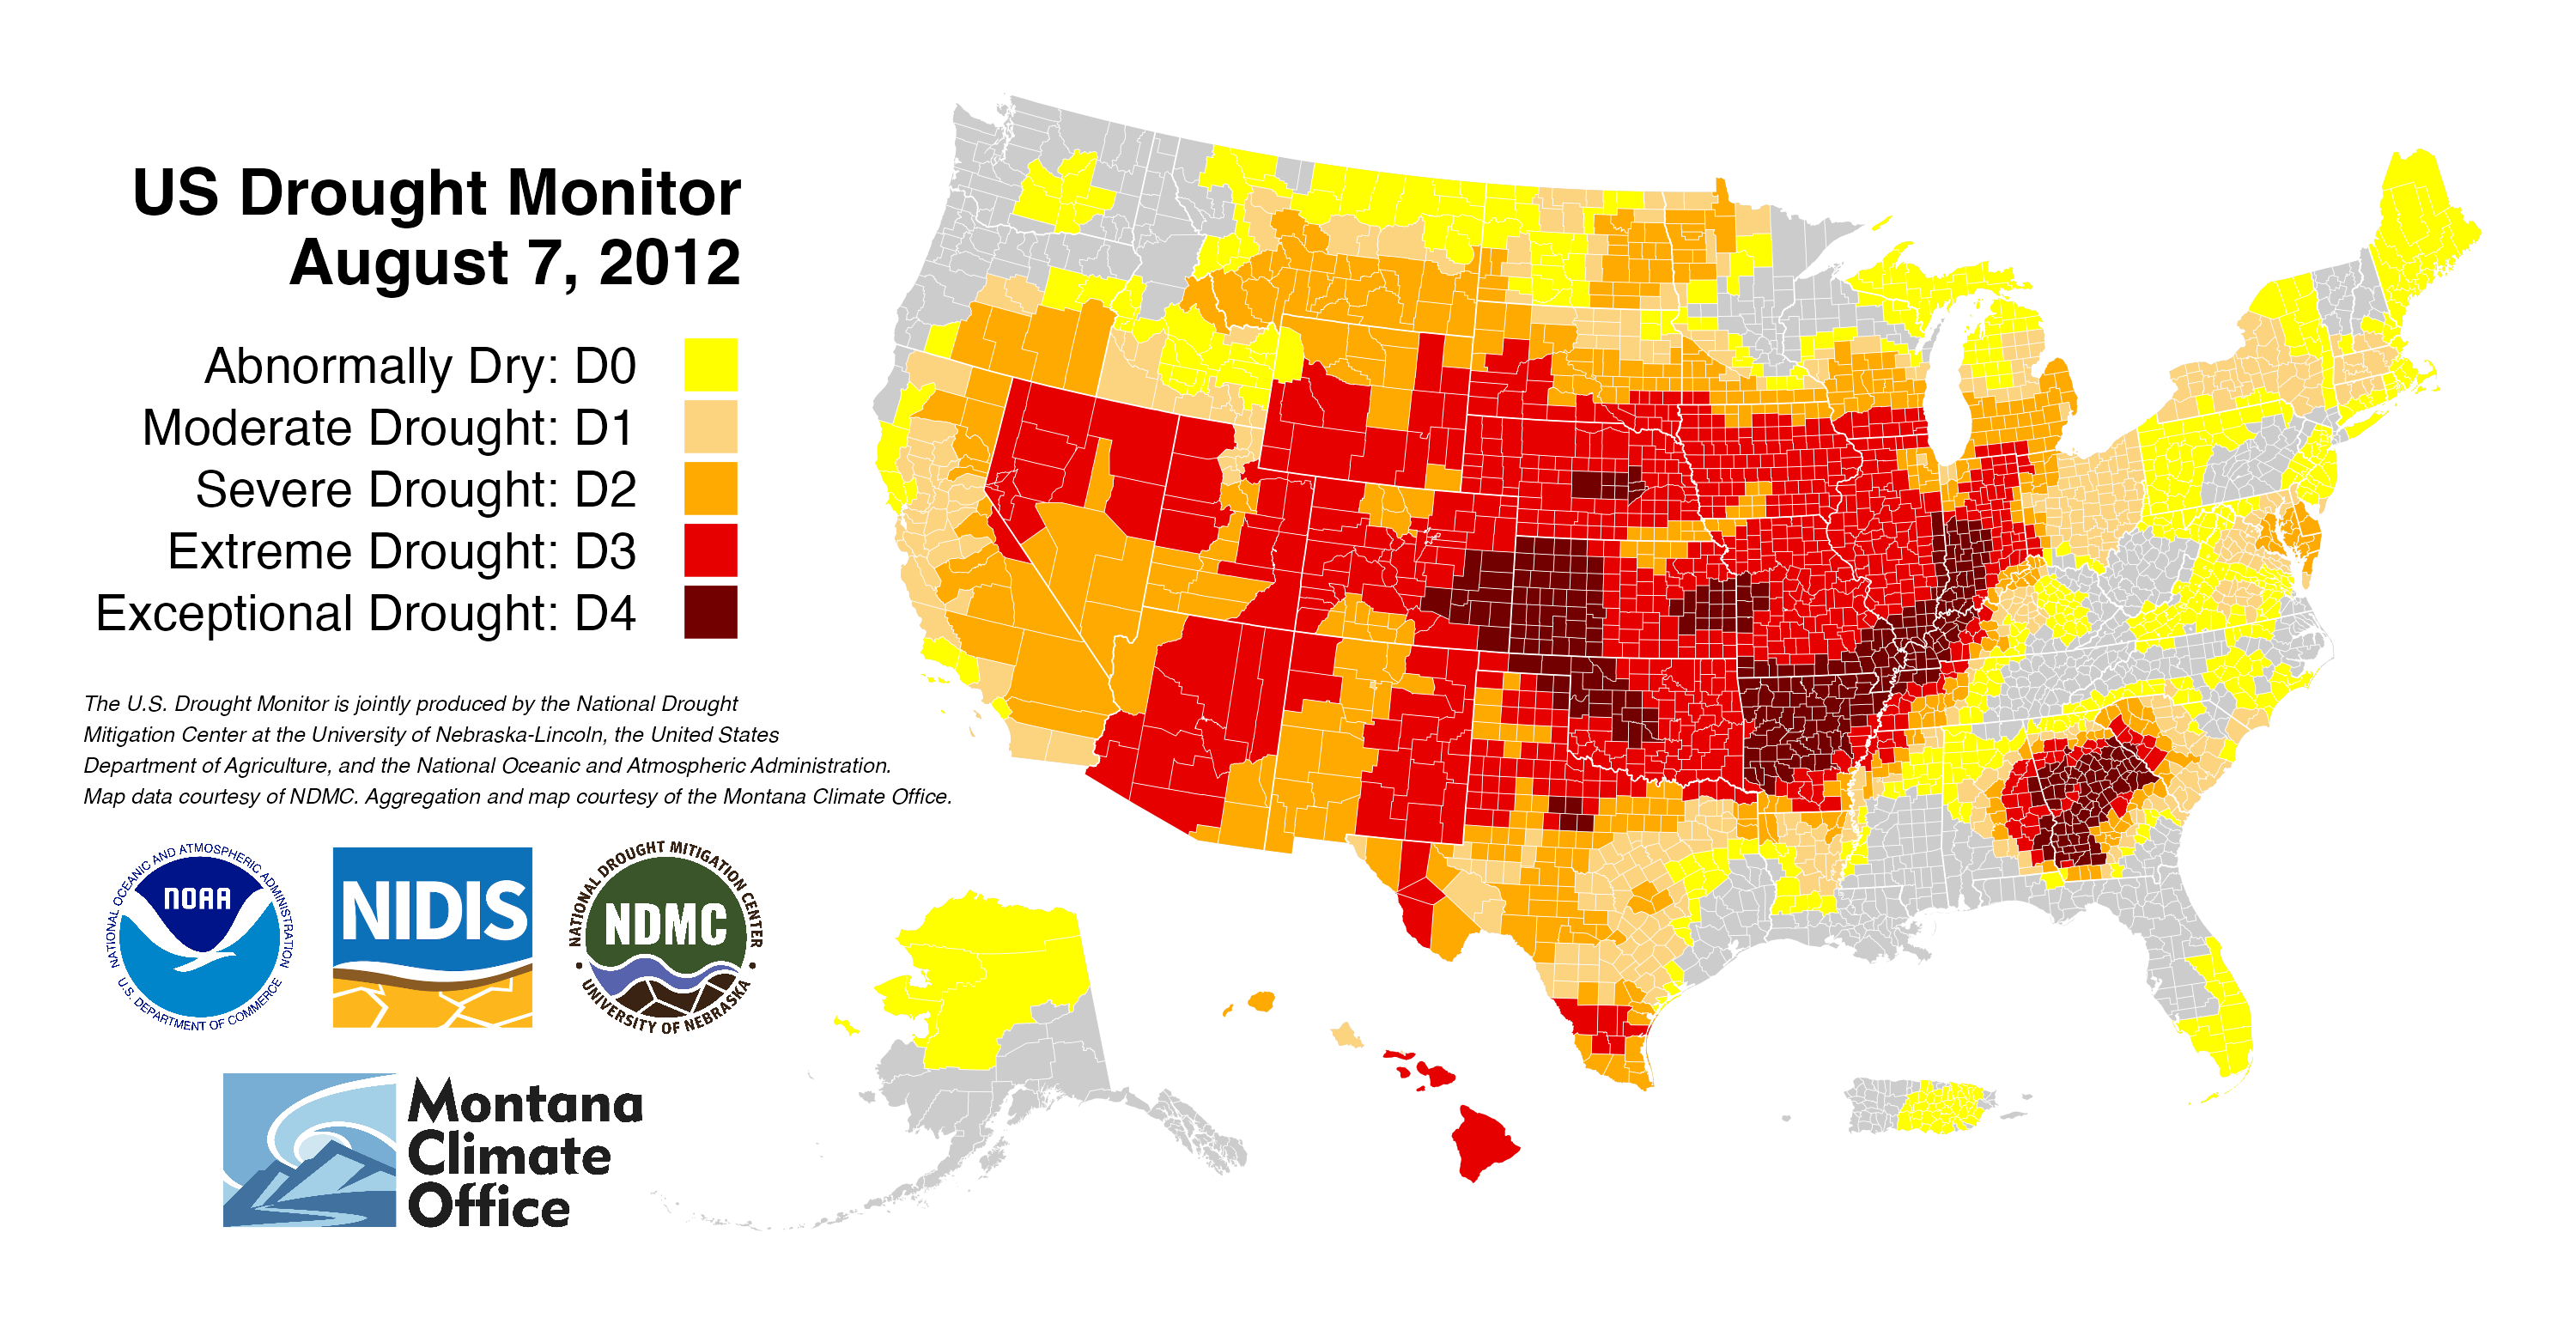 US Drought Monitor
August 7, 2012
Abnormally Dry: D0
Moderate Drought: D1
Severe Drought: D2
Extreme Drought: D3
Exceptional Drought: D4
The U.S. Drought Monitor is jointly produced by the National Drought
Mitigation Center at the University of Nebraska-Lincoln, the United States
Department of Agriculture, and the National Oceanic and Atmospheric Administration.
Map data courtesy of NDMC. Aggregation and map courtesy of the Montana Climate Office.
NATIONAL OCEANIC AND ATMOSPHERIC ADMINISTRATION
NOAA
U.S. DEPARTMENT OF COMMERCE
NIDIS
NATIONAL DROUGHT MITIGATION CENTER
NDMC
UNIVERSITY OF NEBRASKA
Montana
Climate
Office